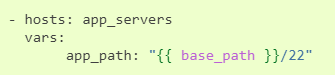 - hosts: app_servers
  vars:
       app_path: "{{ base_path }}/22"